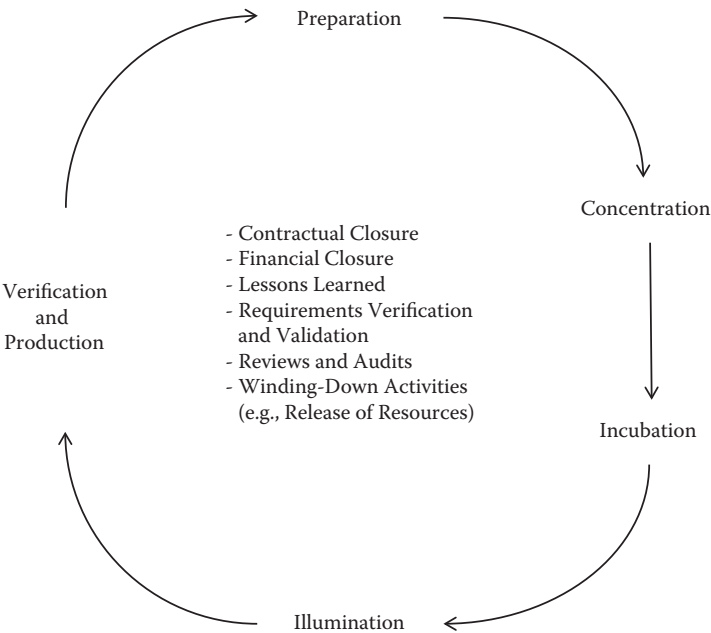 Preparation
Concentration
- Contractual Closure
- Financial Closure
- Lessons Learned
- Requirements Verification
and Validation
- Reviews and Audits
- Winding-Down Activities
(e.g., Release of Resources)
Verification
and
Production
Incubation
Illumination